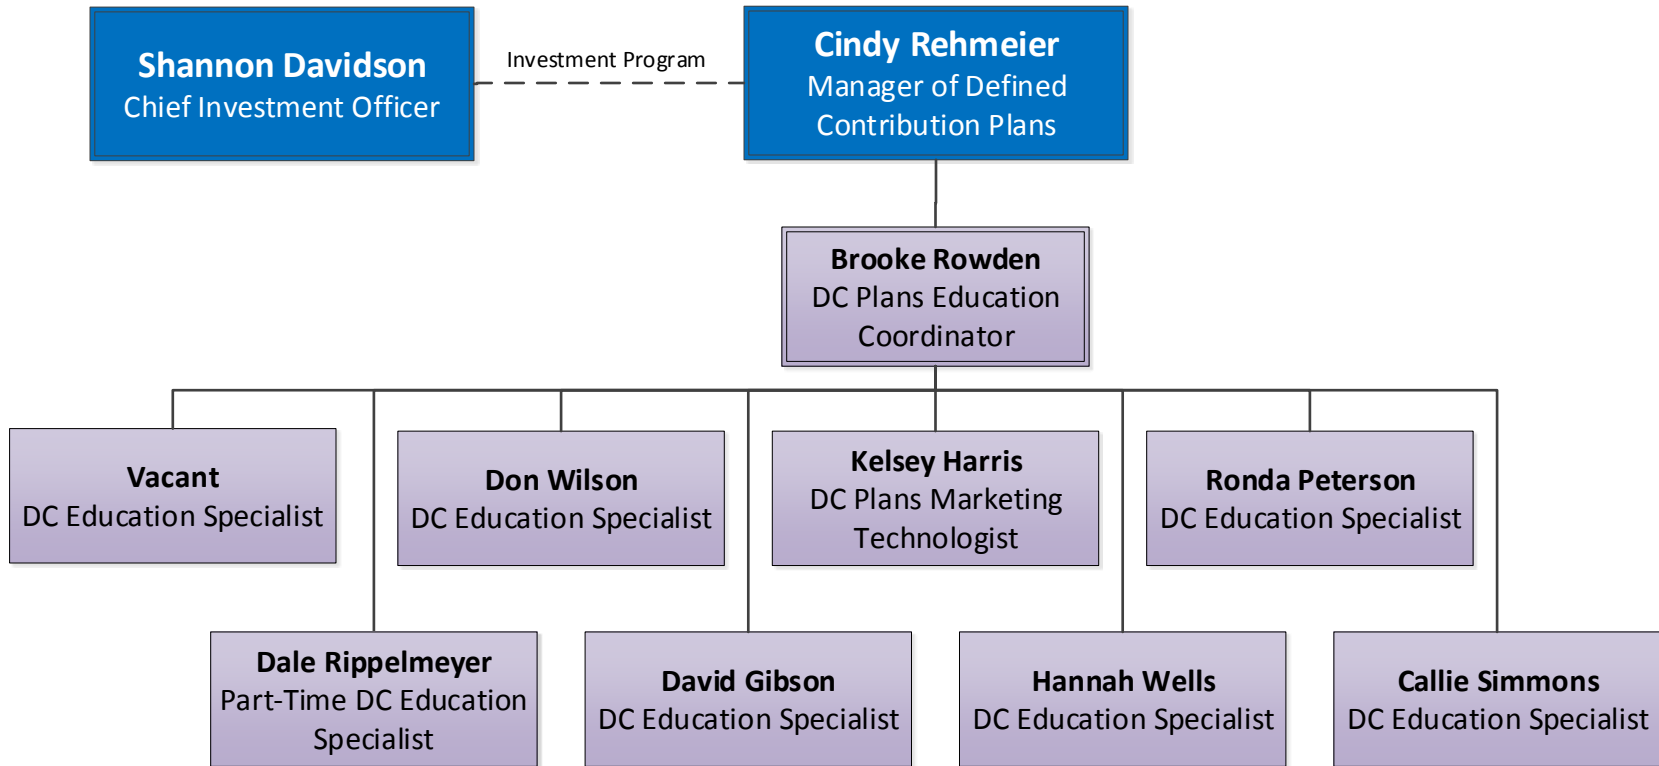 Shannon Davidson
Chief Investment Officer
Investment Program
Cindy Rehmeier
Manager of Defined
Contribution Plans
Brooke Rowden
DC Plans Education
Coordinator
Vacant
DC Education Specialist
Don Wilson
DC Education Specialist
Kelsey Harris
DC Plans Marketing
Technologist
Ronda Peterson
DC Education Specialist
Dale Rippelmeyer
Part-Time DC Education
Specialist
David Gibson
DC Education Specialist
Hannah Wells
DC Education Specialist
Callie Simmons
DC Education Specialist